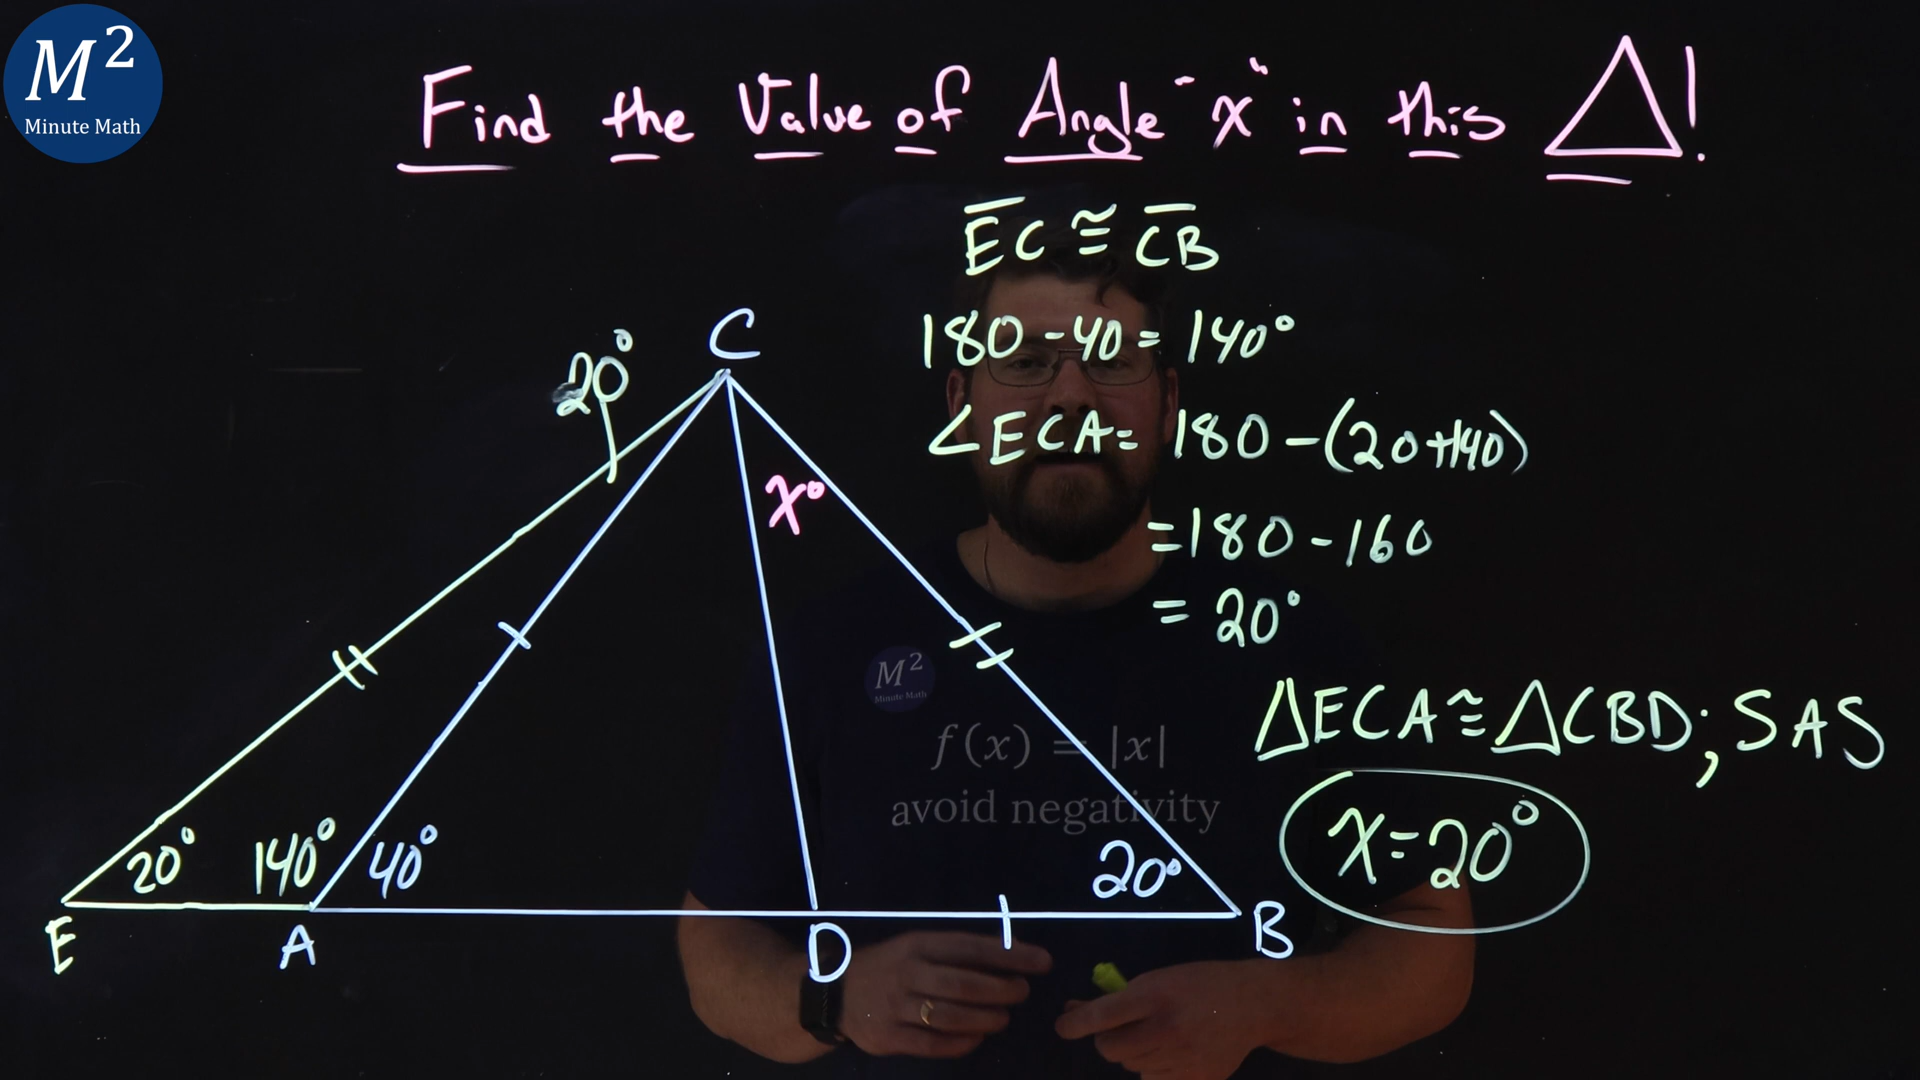 M²
Minute Math
Find the Value of Angle "x" in this △!
EC ≅ CB
180-40= 140°
∠ECA= 180-(20+140)
=180-160
= 20°
△ECA≅△CBD; SAS
x=20°
C
20°
x°
20° 140° 40°
20°
E A D B
M²
Minute Math
f(x) = |x|
avoid negativity